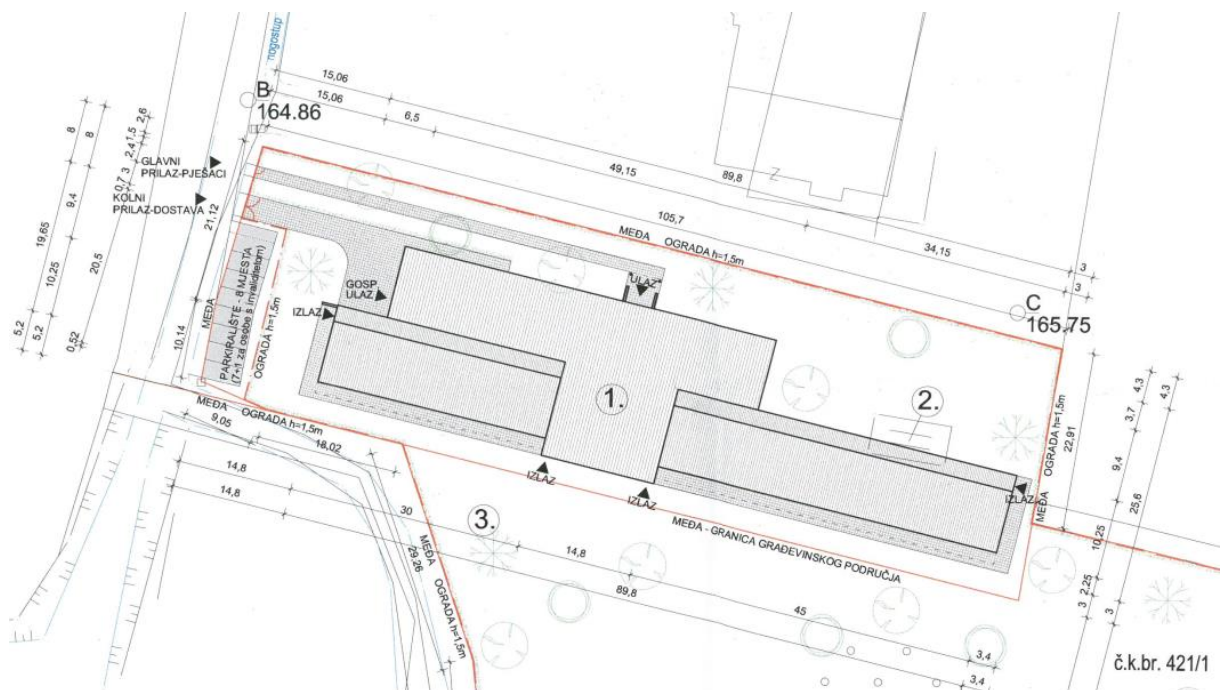 nogostup
B
164.86
15,06
15,06
6,5
49,15
89,8
105,7
34,15
3
3
MEĐA OGRADA h=1,5m
Z
8
8
2,6
1,5
2,4
3
0,7
9,4
19,65
10,25
20,5
5,2
5,2
0,52
GLAVNI
PRILAZ-PJEŠACI
KOLNI
PRILAZ-DOSTAVA
21,12
10,14
MEĐA
PARKIRALIŠTE - 8 MJESTA
(7+1 za osobe s invaliditetom)
OGRADA h=1,5m
GOSP.
ULAZ
IZLAZ
ULAZ
C
165.75
1.
2.
3.
MEĐA OGRADA h=1,5m
22,91
4,3
4,3
3,7
9,4
25,6
10,25
2,25
3
3
IZLAZ
IZLAZ
IZLAZ
MEĐA OGRADA h=1,5m
9,05
18,02
14,8
14,8
30
14,8
89,8
45
3,4
3,4
MEĐA - GRANICA GRAĐEVINSKOG PODRUČJA
MEĐA OGRADA h=1,5m
29,26
č.k.br. 421/1